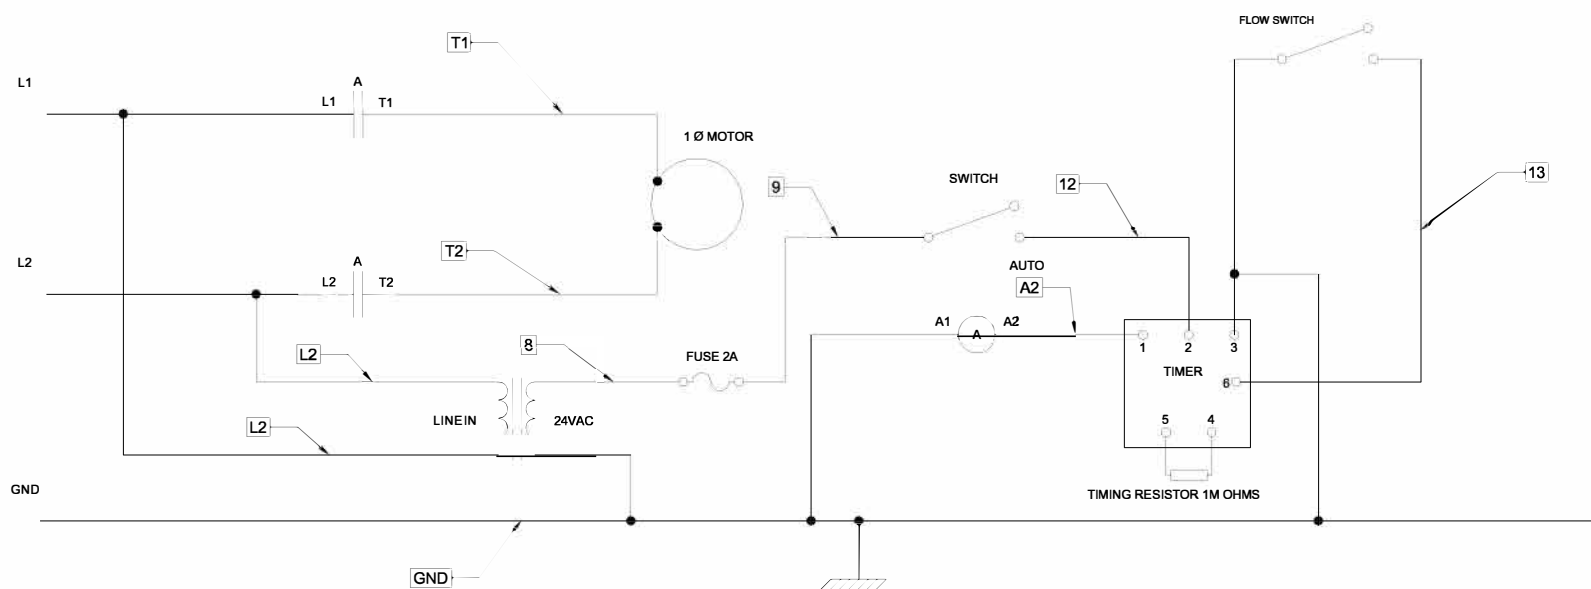 FLOW SWITCH
T1
L1
A
L1 T1
1 Ø MOTOR
9
SWITCH
12
13
T2
L2
A
L2 T2
AUTO
A2
A1 A A2
8
L2
FUSE 2A
1 2 3
TIMER
6
LINE IN 24VAC
L2
5 4
GND
TIMING RESISTOR 1M OHMS
GND